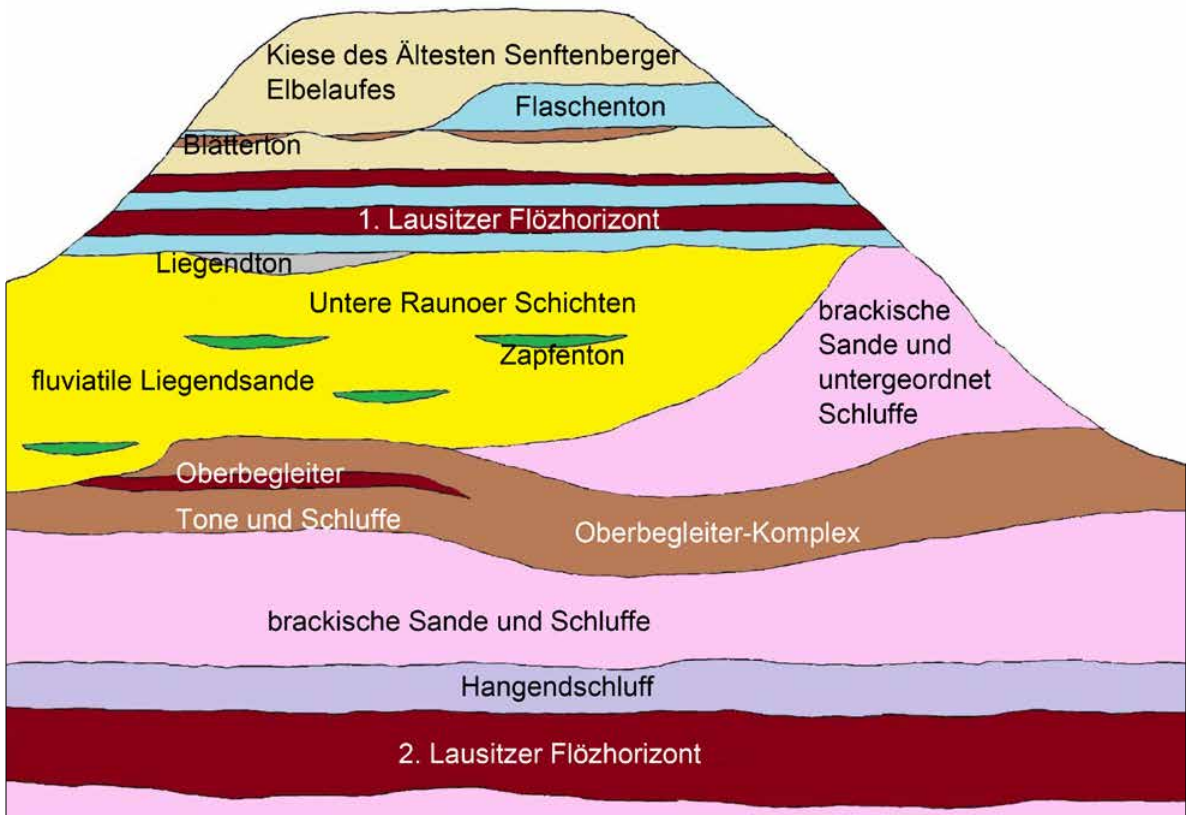 Kiese des Ältesten Senftenberger
Elbelaufes
Flaschenton
Blätterton
1. Lausitzer Flözhorizont
Liegendton
Untere Raunoer Schichten
brackische
Sande und
untergeordnet
Schluffe
Zapfenton
fluviatile Liegendsande
Oberbegleiter
Tone und Schluffe
Oberbegleiter-Komplex
brackische Sande und Schluffe
Hangendschluff
2. Lausitzer Flözhorizont